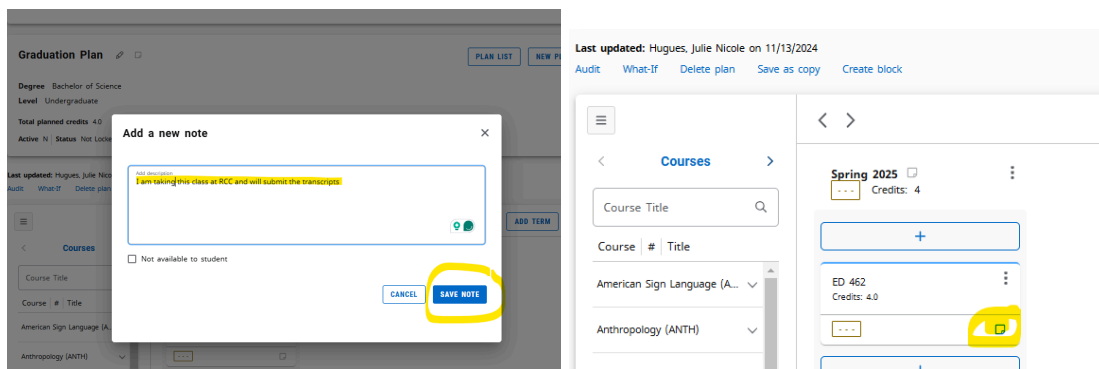 Graduation Plan
PLAN LIST
NEW P
Degree Bachelor of Science
Level Undergraduate
Total planned credits 4.0
Active N | Status Not Locke
Last updated: Hugues, Julie Nico
Audit What-If Delete plan
ADD TERM
Courses
Course Title
Course # Title
American Sign Language (A...
Anthropology (ANTH)
---
Add a new note
Add description
I am taking this class at RCC and will submit the transcripts
Not available to student
CANCEL
SAVE NOTE
Last updated: Hugues, Julie Nicole on 11/13/2024
Audit What-If Delete plan Save as copy Create block
Courses
Course Title
Course # Title
American Sign Language (A...
Anthropology (ANTH)
Spring 2025
--- Credits: 4
+
ED 462
Credits: 4.0
---
+